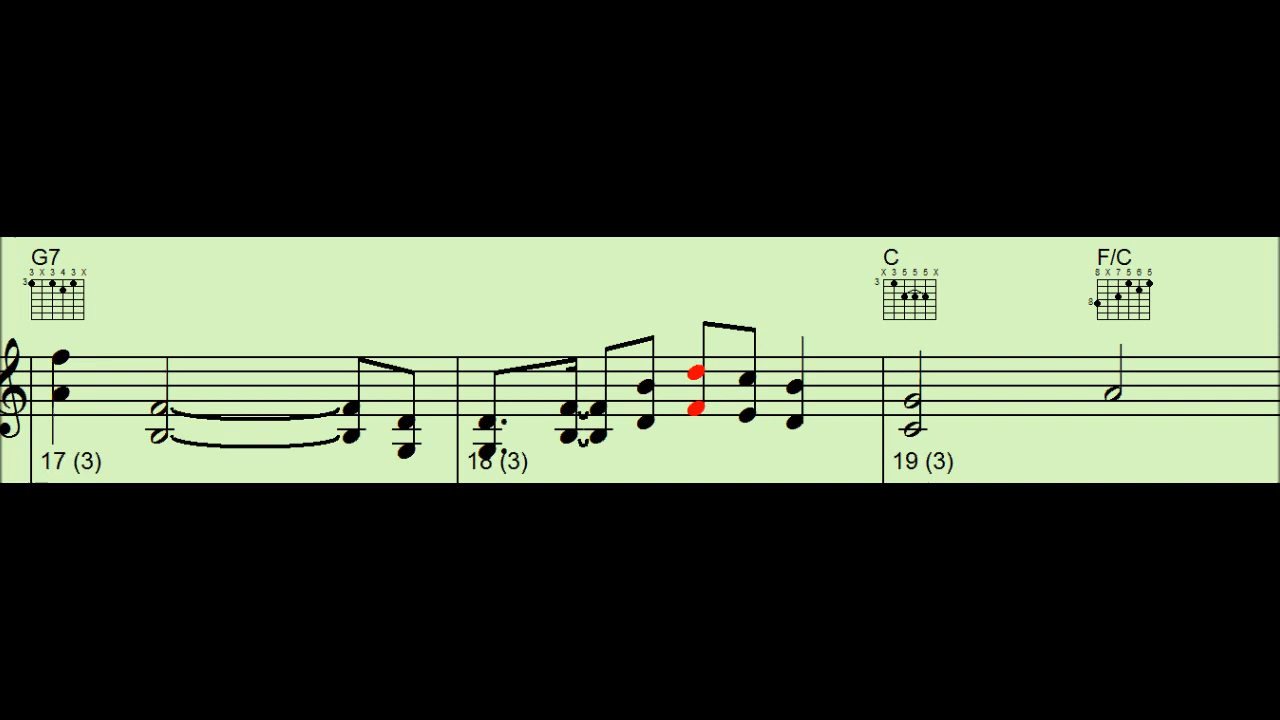 G7 C F/C
3 X 3 4 3 X X 3 5 5 5 X 8 X 7 5 6 5
3 3 8
17 (3) 18 (3) 19 (3)